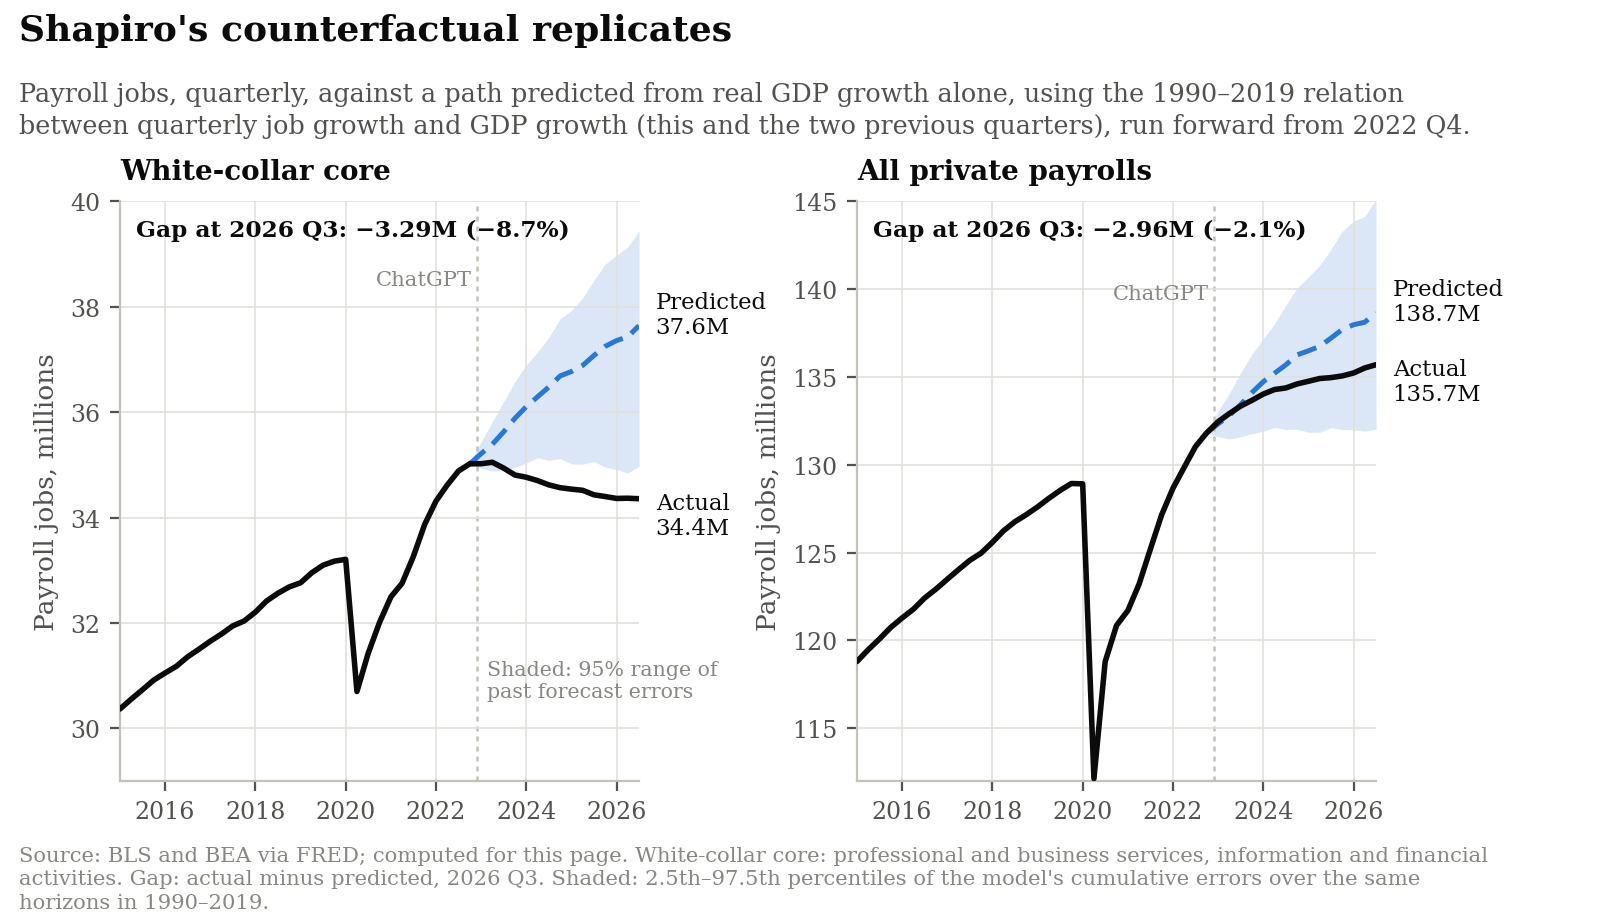 Shapiro's counterfactual replicates
Payroll jobs, quarterly, against a path predicted from real GDP growth alone, using the 1990–2019 relation
between quarterly job growth and GDP growth (this and the two previous quarters), run forward from 2022 Q4.
White-collar core
Gap at 2026 Q3: −3.29M (−8.7%)
ChatGPT
Predicted
37.6M
Actual
34.4M
Shaded: 95% range of
past forecast errors
Payroll jobs, millions
40
38
36
34
32
30
2016 2018 2020 2022 2024 2026
All private payrolls
Gap at 2026 Q3: −2.96M (−2.1%)
ChatGPT
Predicted
138.7M
Actual
135.7M
Payroll jobs, millions
145
140
135
130
125
120
115
2016 2018 2020 2022 2024 2026
Source: BLS and BEA via FRED; computed for this page. White-collar core: professional and business services, information and financial
activities. Gap: actual minus predicted, 2026 Q3. Shaded: 2.5th–97.5th percentiles of the model's cumulative errors over the same
horizons in 1990–2019.